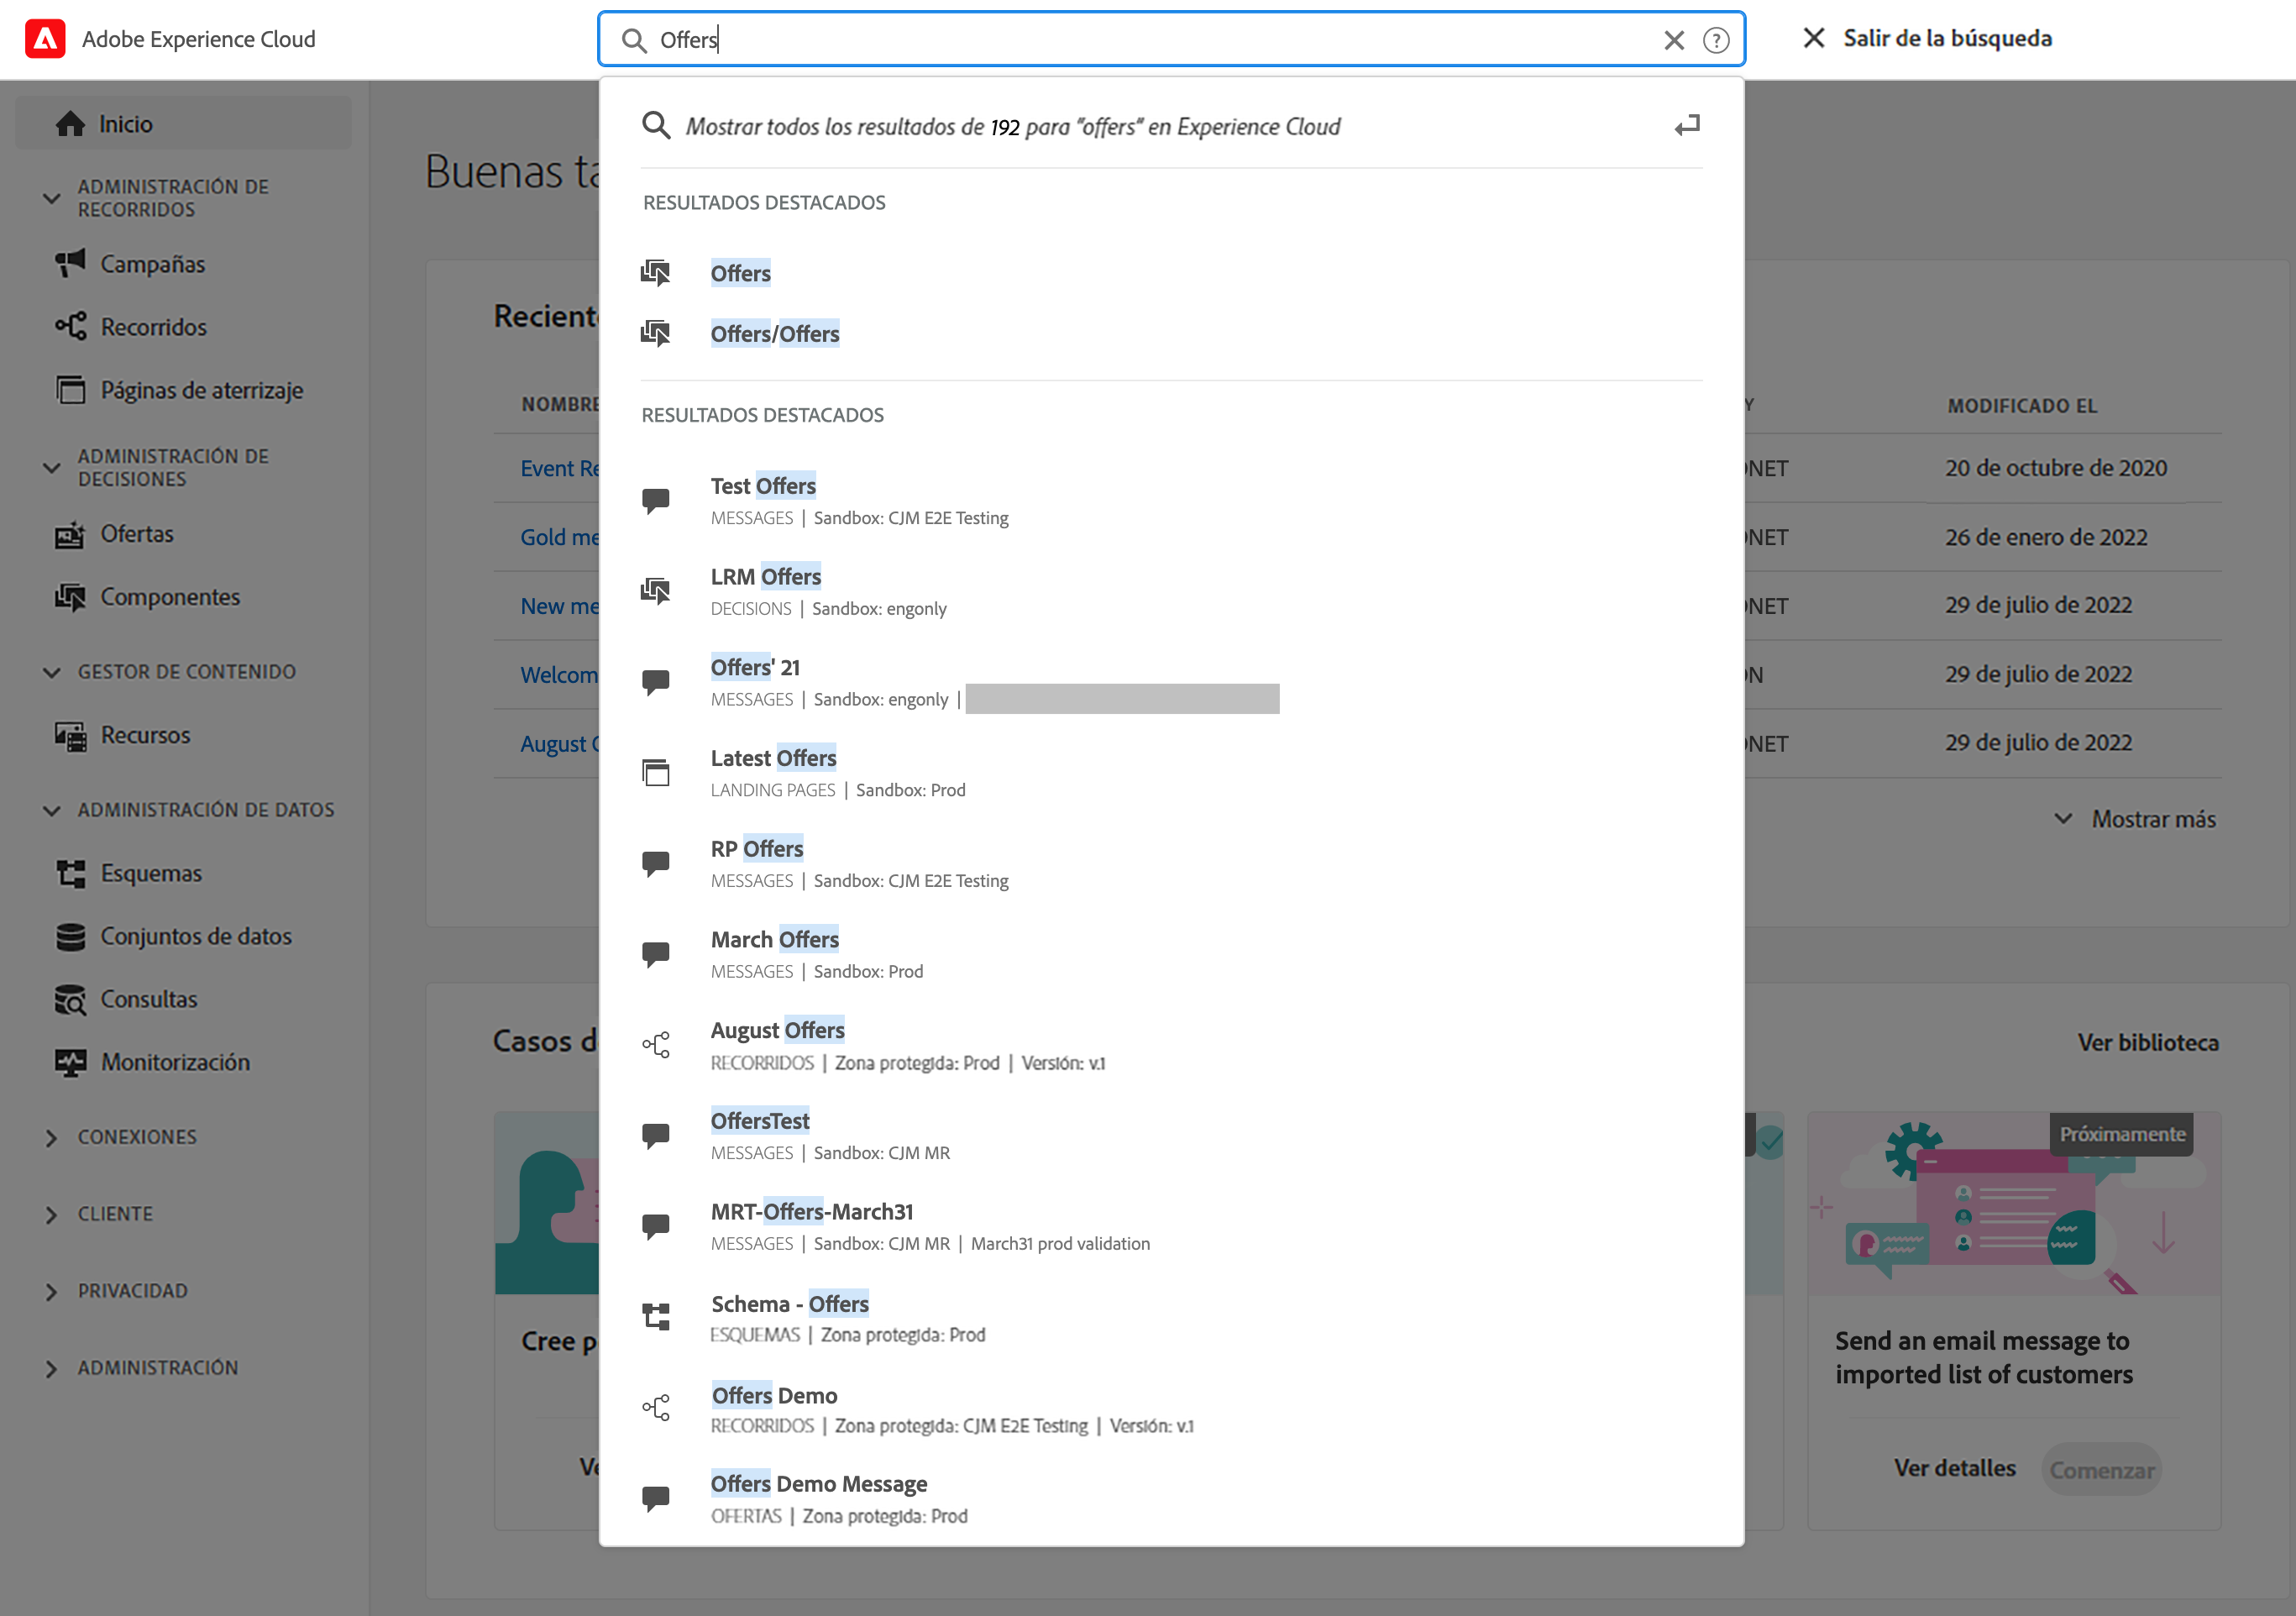 Adobe Experience Cloud
Offers
Salir de la búsqueda
Inicio
ADMINISTRACIÓN DE
RECORRIDOS
Campañas
Recorridos
Páginas de aterrizaje
ADMINISTRACIÓN DE
DECISIONES
Ofertas
Componentes
GESTOR DE CONTENIDO
Recursos
ADMINISTRACIÓN DE DATOS
Esquemas
Conjuntos de datos
Consultas
Monitorización
CONEXIONES
CLIENTE
PRIVACIDAD
ADMINISTRACIÓN
Buenas
Mostrar todos los resultados de 192 para "offers" en Experience Cloud
RESULTADOS DESTACADOS
Offers
Offers/Offers
RESULTADOS DESTACADOS
Test Offers
MESSAGES | Sandbox: CJM E2E Testing
LRM Offers
DECISIONS | Sandbox: engonly
Offers' 21
MESSAGES | Sandbox: engonly |
Latest Offers
LANDING PAGES | Sandbox: Prod
RP Offers
MESSAGES | Sandbox: CJM E2E Testing
March Offers
MESSAGES | Sandbox: Prod
August Offers
RECORRIDOS | Zona protegida: Prod | Versión: v.1
OffersTest
MESSAGES | Sandbox: CJM MR
MRT-Offers-March31
MESSAGES | Sandbox: CJM MR | March31 prod validation
Schema - Offers
ESQUEMAS | Zona protegida: Prod
Offers Demo
RECORRIDOS | Zona protegida: CJM E2E Testing | Versión: v.1
Offers Demo Message
OFERTAS | Zona protegida: Prod
Recient
NOMBRE
MODIFICADO EL
Event
20 de octubre de 2020
Gold
26 de enero de 2022
New
29 de julio de 2022
Welcom
29 de julio de 2022
August
29 de julio de 2022
Mostrar más
Casos
Ver biblioteca
Cree
Próximamente
Send an email message to
imported list of customers
Ver detalles
Comenzar